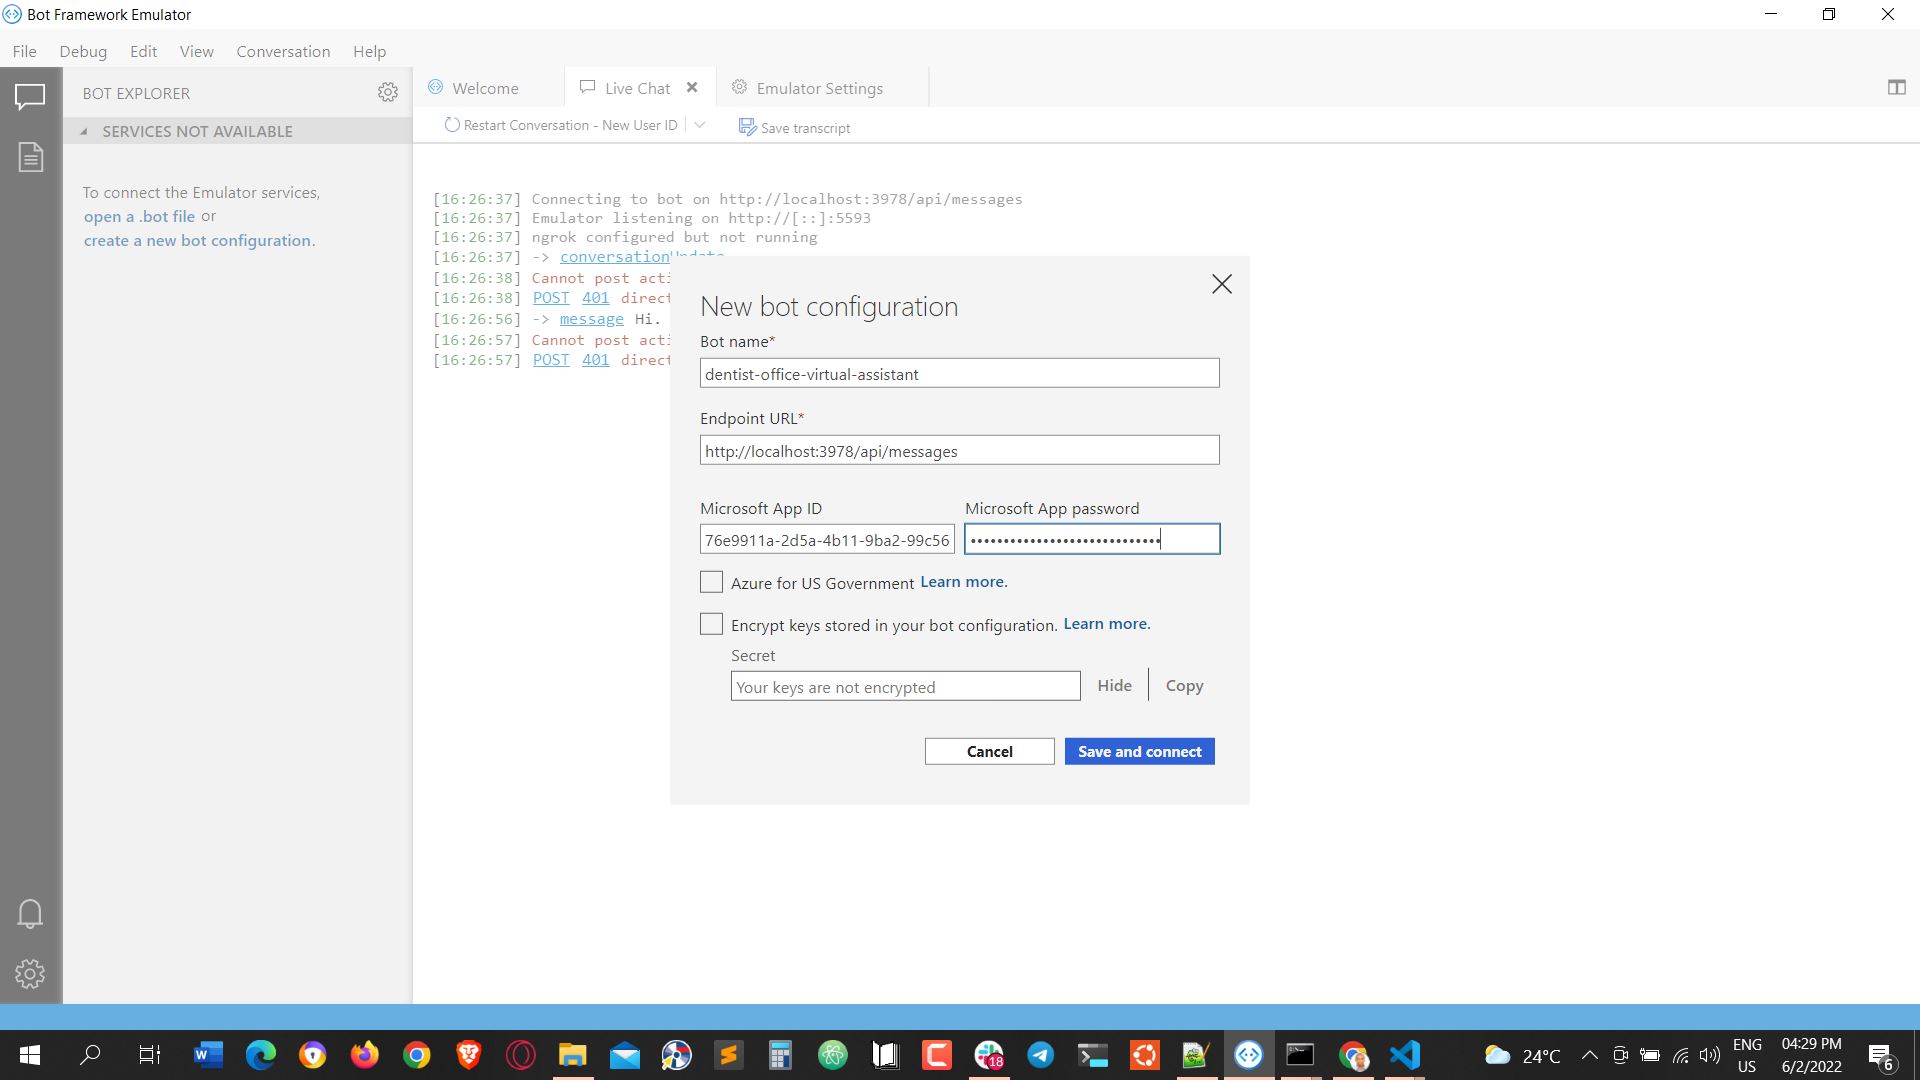 Bot Framework Emulator
File Debug Edit View Conversation Help
BOT EXPLORER
Welcome
Live Chat
Emulator Settings
SERVICES NOT AVAILABLE
Restart Conversation - New User ID
Save transcript
To connect the Emulator services,
open a .bot file or
create a new bot configuration.
[16:26:37] Connecting to bot on http://localhost:3978/api/messages
[16:26:37] Emulator listening on http://[::]:5593
[16:26:37] ngrok configured but not running
[16:26:37] -> conversationUpdate
[16:26:38] Cannot post acti
[16:26:38] POST 401 direct
[16:26:56] -> message Hi.
[16:26:57] Cannot post acti
[16:26:57] POST 401 direct
New bot configuration
Bot name*
dentist-office-virtual-assistant
Endpoint URL*
http://localhost:3978/api/messages
Microsoft App ID
Microsoft App password
76e9911a-2d5a-4b11-9ba2-99c56
Azure for US Government Learn more.
Encrypt keys stored in your bot configuration. Learn more.
Secret
Your keys are not encrypted
Hide
Copy
Cancel
Save and connect
18
24°C
ENG
US
04:29 PM
6/2/2022
6